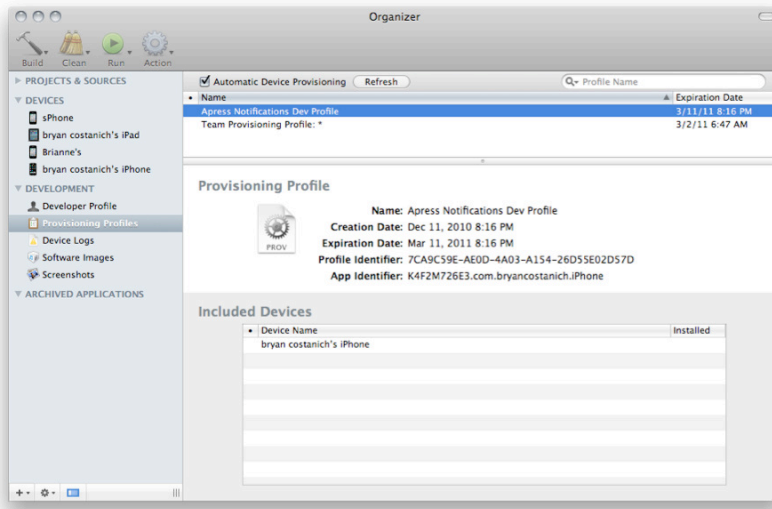 Organizer
Build Clean Run Action
PROJECTS & SOURCES
DEVICES
sPhone
bryan costanich's iPad
Brianne's
bryan costanich's iPhone
DEVELOPMENT
Developer Profile
Provisioning Profiles
Device Logs
Software Images
Screenshots
ARCHIVED APPLICATIONS
Automatic Device Provisioning Refresh Profile Name
• Name Expiration Date
Apress Notifications Dev Profile 3/11/11 8:16 PM
Team Provisioning Profile: * 3/2/11 6:47 AM
Provisioning Profile
PROV
Name: Apress Notifications Dev Profile
Creation Date: Dec 11, 2010 8:16 PM
Expiration Date: Mar 11, 2011 8:16 PM
Profile Identifier: 7CA9C59E-AE0D-4A03-A154-26D55E02D57D
App Identifier: K4F2M726E3.com.bryancostanich.iPhone
Included Devices
• Device Name Installed
bryan costanich's iPhone